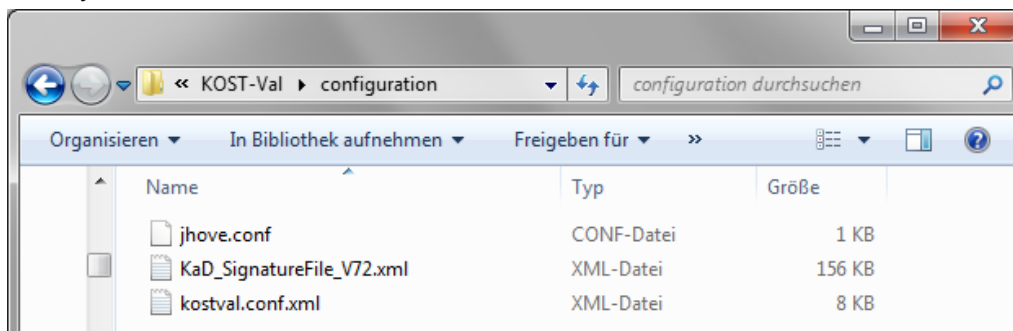 « KOST-Val ▸ configuration configuration durchsuchen
Organisieren ▼ In Bibliothek aufnehmen ▼ Freigeben für ▼ »
Name Typ Größe
jhove.conf CONF-Datei 1 KB
KaD_SignatureFile_V72.xml XML-Datei 156 KB
kostval.conf.xml XML-Datei 8 KB